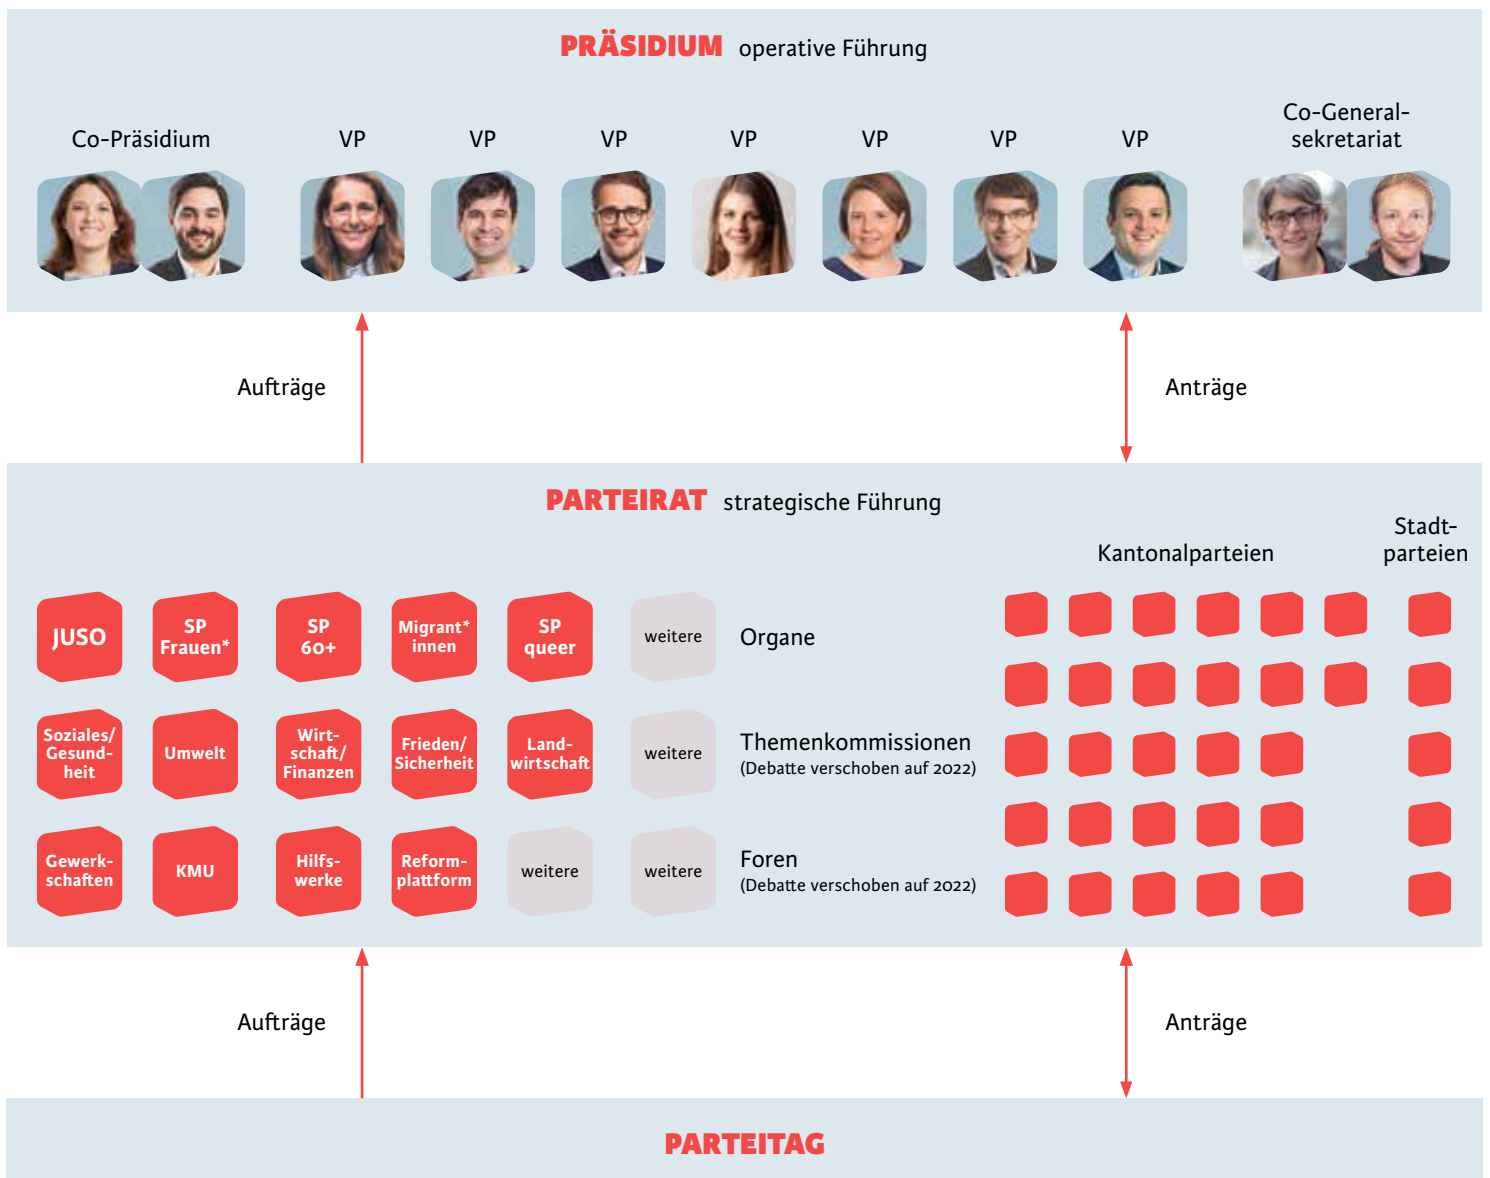 PRÄSIDIUM operative Führung
Co-Präsidium
VP
VP
VP
VP
VP
VP
VP
Co-General-
sekretariat
Aufträge
Anträge
PARTEIRAT strategische Führung
Kantonalparteien
Stadt-
parteien
JUSO
SP
Frauen*
SP
60+
Migrant*
innen
SP
queer
weitere
Organe
Soziales/
Gesund-
heit
Umwelt
Wirt-
schaft/
Finanzen
Frieden/
Sicherheit
Land-
wirtschaft
weitere
Themenkommissionen
(Debatte verschoben auf 2022)
Gewerk-
schaften
KMU
Hilfs-
werke
Reform-
plattform
weitere
weitere
Foren
(Debatte verschoben auf 2022)
Aufträge
Anträge
PARTEITAG